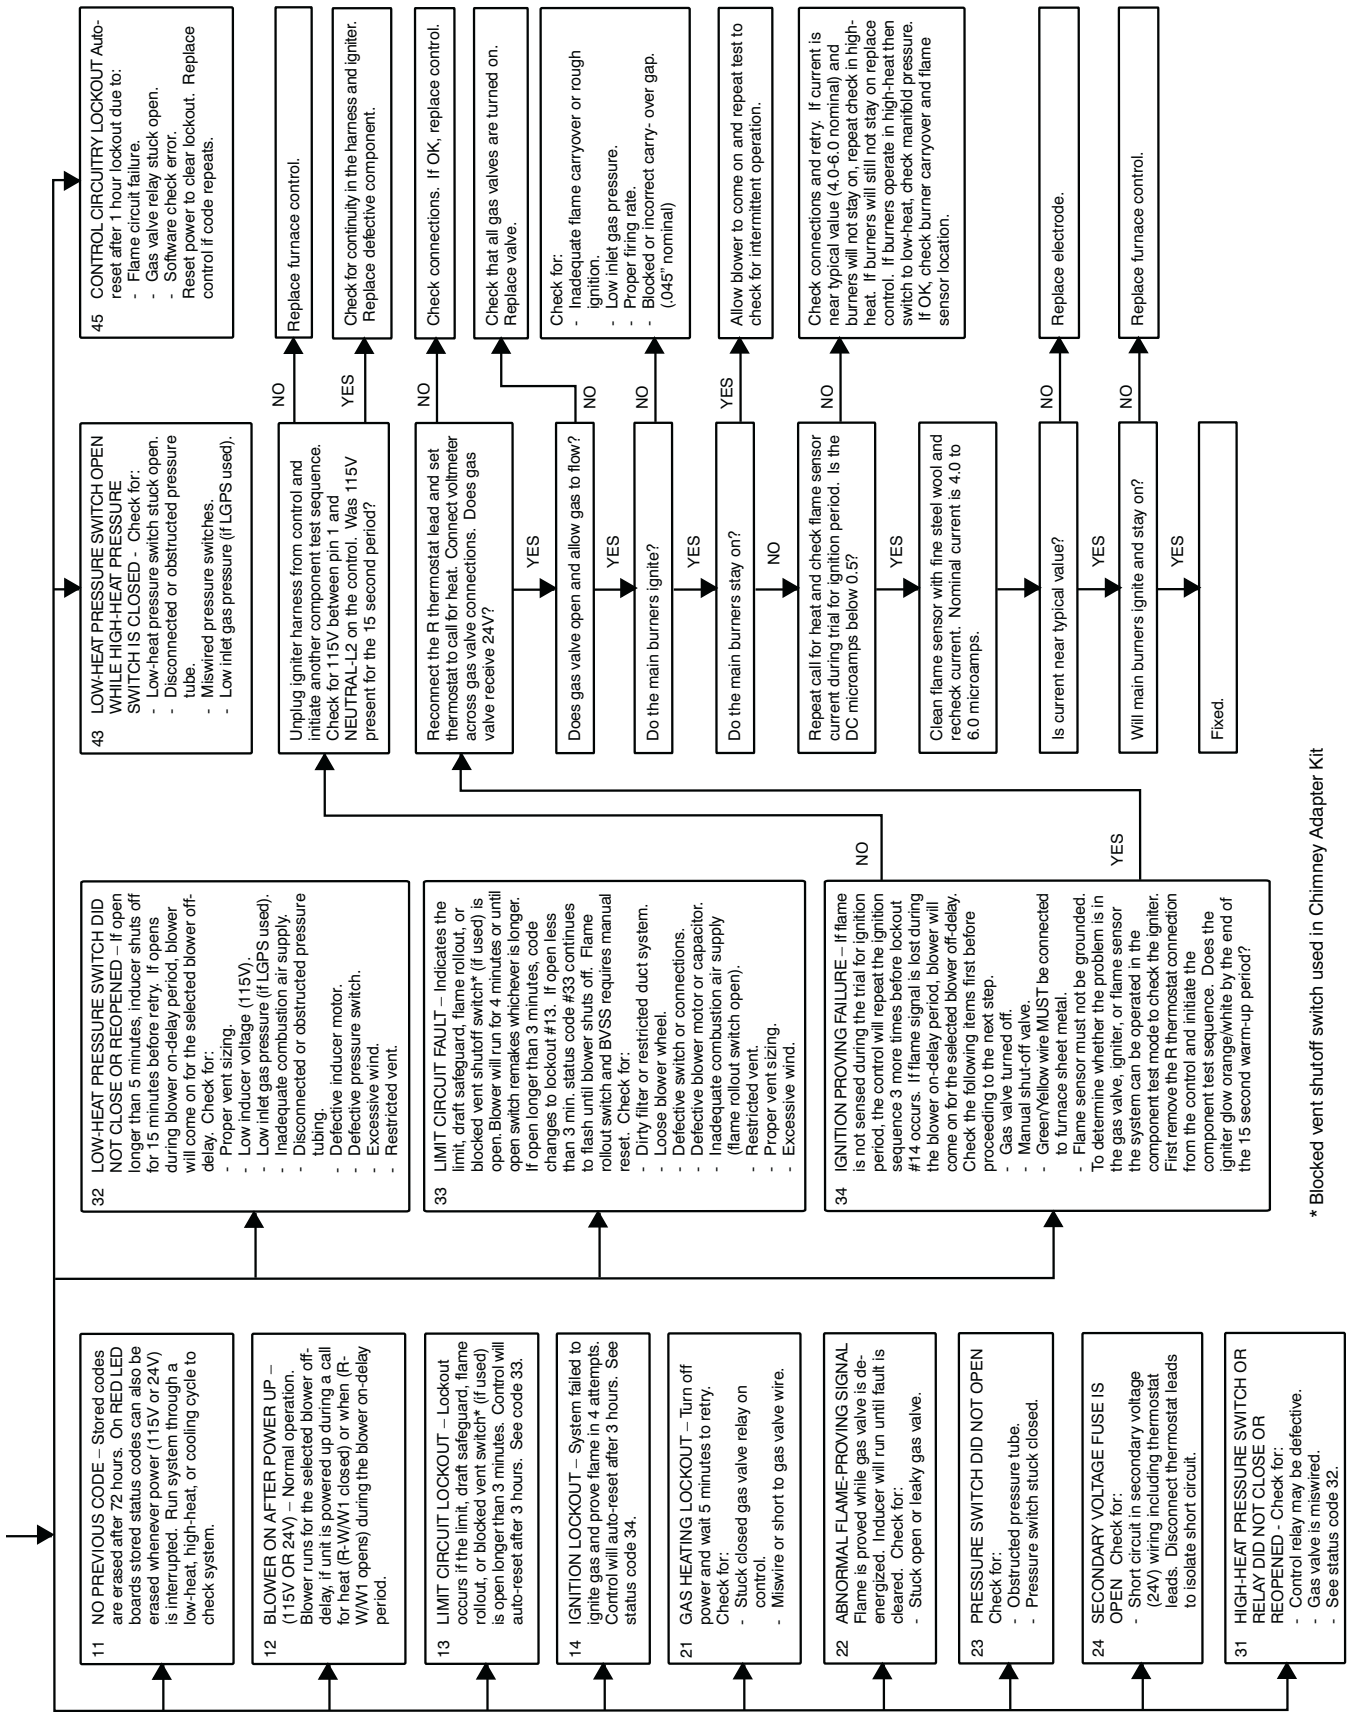 11 NO PREVIOUS CODE – Stored codes
are erased after 72 hours. On RED LED
boards stored status codes can also be
erased whenever power (115V or 24V)
is interrupted. Run system through a
low-heat, high-heat, or cooling cycle to
check system.
12 BLOWER ON AFTER POWER UP –
(115V OR 24V) – Normal operation.
Blower runs for the selected blower off-
delay, if unit is powered up during a call
for heat (R-W/W1 closed) or when (R-
W/W1 opens) during the blower on-delay
period.
13 LIMIT CIRCUIT LOCKOUT – Lockout
occurs if the limit, draft safeguard, flame
rollout, or blocked vent switch* (if used)
is open longer than 3 minutes. Control will
auto-reset after 3 hours. See code 33.
14 IGNITION LOCKOUT – System failed to
ignite gas and prove flame in 4 attempts.
Control will auto-reset after 3 hours. See
status code 34.
21 GAS HEATING LOCKOUT – Turn off
power and wait 5 minutes to retry.
Check for:
- Stuck closed gas valve relay on
control.
- Miswire or short to gas valve wire.
22 ABNORMAL FLAME-PROVING SIGNAL
Flame is proved while gas valve is de-
energized. Inducer will run until fault is
cleared. Check for:
- Stuck open or leaky gas valve.
23 PRESSURE SWITCH DID NOT OPEN
Check for:
- Obstructed pressure tube.
- Pressure switch stuck closed.
24 SECONDARY VOLTAGE FUSE IS
OPEN Check for:
- Short circuit in secondary voltage
(24V) wiring including thermostat
leads. Disconnect thermostat leads
to isolate short circuit.
31 HIGH-HEAT PRESSURE SWITCH OR
RELAY DID NOT CLOSE OR
REOPENED - Check for:
- Control relay may be defective.
- Gas valve is miswired.
- See status code 32.
32 LOW-HEAT PRESSURE SWITCH DID
NOT CLOSE OR REOPENED – If open
longer than 5 minutes, inducer shuts off
for 15 minutes before retry. If opens
during blower on-delay period, blower
will come on for the selected blower off-
delay. Check for:
- Proper vent sizing.
- Low inducer voltage (115V).
- Low inlet gas pressure (if LGPS used).
- Inadequate combustion air supply.
- Disconnected or obstructed pressure
tubing.
- Defective inducer motor.
- Defective pressure switch.
- Excessive wind.
- Restricted vent.
33 LIMIT CIRCUIT FAULT – Indicates the
limit, draft safeguard, flame rollout, or
blocked vent shutoff switch* (if used) is
open. Blower will run for 4 minutes or until
open switch remakes whichever is longer.
If open longer than 3 minutes, code
changes to lockout #13. If open less
than 3 min. status code #33 continues
to flash until blower shuts off. Flame
rollout switch and BVSS requires manual
reset. Check for:
- Dirty filter or restricted duct system.
- Loose blower wheel.
- Defective switch or connections.
- Defective blower motor or capacitor.
- Inadequate combustion air supply
(flame rollout switch open).
- Restricted vent.
- Proper vent sizing.
- Excessive wind.
34 IGNITION PROVING FAILURE – If flame
is not sensed during the trial for ignition
period, the control will repeat the ignition
sequence 3 more times before lockout
#14 occurs. If flame signal is lost during
the blower on-delay period, blower will
come on for the selected blower off-delay.
Check the following items first before
proceeding to the next step.
- Gas valve turned off.
- Manual shut-off valve.
- Green/Yellow wire MUST be connected
to furnace sheet metal.
- Flame sensor must not be grounded.
To determine whether the problem is in
the gas valve, igniter, or flame sensor
the system can be operated in the
component test mode to check the igniter.
First remove the R thermostat connection
from the control and initiate the
component test sequence. Does the
igniter glow orange/white by the end of
the 15 second warm-up period?
NO
YES
43 LOW-HEAT PRESSURE SWITCH OPEN
WHILE HIGH-HEAT PRESSURE
SWITCH IS CLOSED - Check for:
- Low-heat pressure switch stuck open.
- Disconnected or obstructed pressure
tube.
- Miswired pressure switches.
- Low inlet gas pressure (if LGPS used).
Unplug igniter harness from control and
initiate another component test sequence.
Check for 115V between pin 1 and
NEUTRAL-L2 on the control. Was 115V
present for the 15 second period?
NO
YES
Reconnect the R thermostat lead and set
thermostat to call for heat. Connect voltmeter
across gas valve connections. Does gas
valve receive 24V?
NO
YES
Does gas valve open and allow gas to flow?
NO
YES
Do the main burners ignite?
NO
YES
Do the main burners stay on?
YES
NO
Repeat call for heat and check flame sensor
current during trial for ignition period. Is the
DC microamps below 0.5?
NO
YES
Clean flame sensor with fine steel wool and
recheck current. Nominal current is 4.0 to
6.0 microamps.
Is current near typical value?
NO
YES
Will main burners ignite and stay on?
NO
YES
Fixed.
45 CONTROL CIRCUITRY LOCKOUT Auto-
reset after 1 hour lockout due to:
- Flame circuit failure.
- Gas valve relay stuck open.
- Software check error.
Reset power to clear lockout. Replace
control if code repeats.
Replace furnace control.
Check for continuity in the harness and igniter.
Replace defective component.
Check connections. If OK, replace control.
Check that all gas valves are turned on.
Replace valve.
Check for:
- Inadequate flame carryover or rough
ignition.
- Low inlet gas pressure.
- Proper firing rate.
- Blocked or incorrect carry- over gap.
(.045” nominal)
Allow blower to come on and repeat test to
check for intermittent operation.
Check connections and retry. If current is
near typical value (4.0-6.0 nominal) and
burners will not stay on, repeat check in high-
heat. If burners will still not stay on replace
control. If burners operate in high-heat then
switch to low-heat, check manifold pressure.
If OK, check burner carryover and flame
sensor location.
Replace electrode.
Replace furnace control.
* Blocked vent shutoff switch used in Chimney Adapter Kit